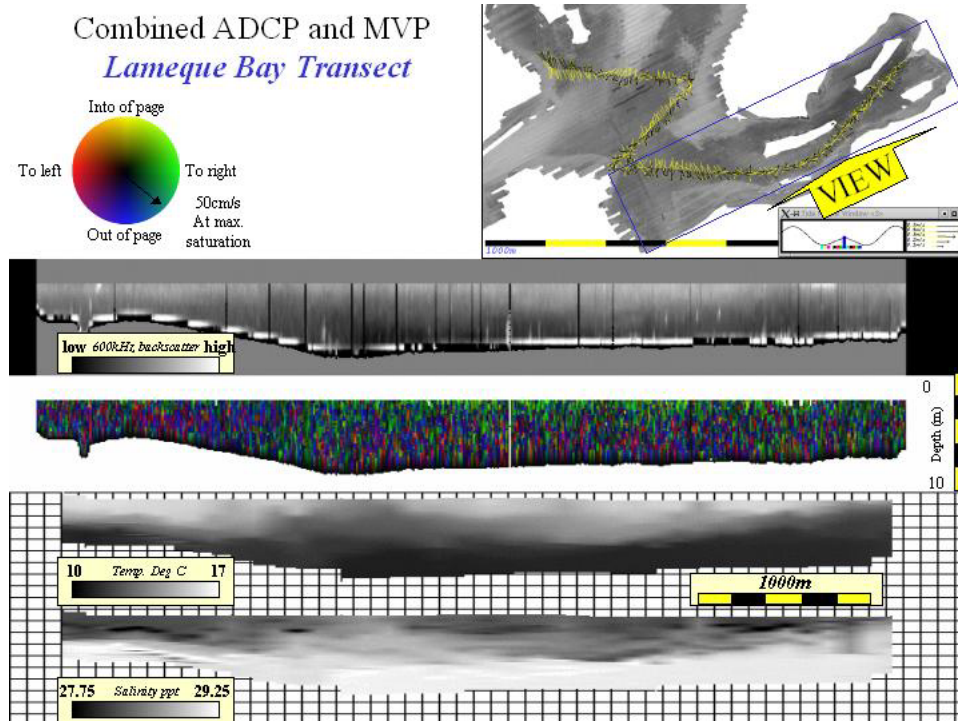 Combined ADCP and MVP
Lameque Bay Transect
Into of page
To left
To right
50cm/s
At max.
saturation
Out of page
VIEW
1000m
low 600kHz, backscatter high
0
Depth (m)
10
10 Temp. Deg C 17
1000m
27.75 Salinity ppt 29.25